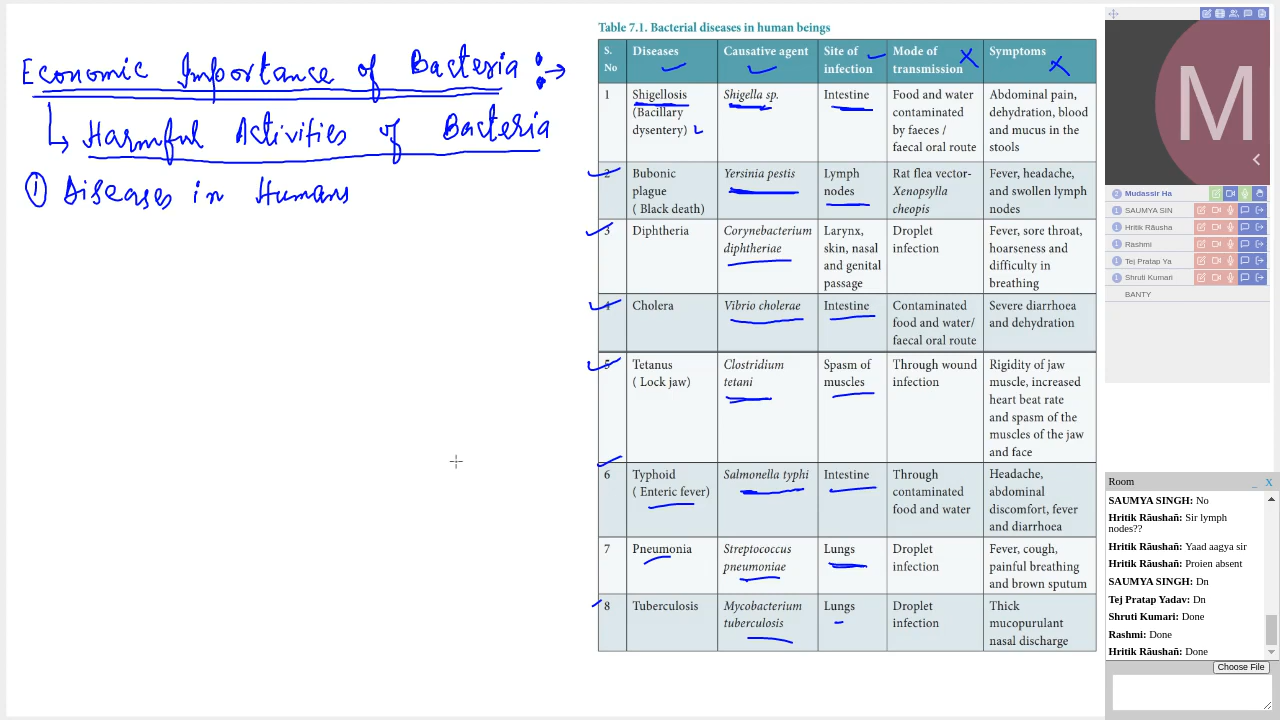 Economic Importance of Bacteria :→
Harmful Activities of Bacteria
① Diseases in Humans
Table 7.1. Bacterial diseases in human beings
S. No | Diseases | Causative agent | Site of infection | Mode of transmission | Symptoms
1 | Shigellosis (Bacillary dysentery) | Shigella sp. | Intestine | Food and water contaminated by faeces / faecal oral route | Abdominal pain, dehydration, blood and mucus in the stools
2 | Bubonic plague ( Black death) | Yersinia pestis | Lymph nodes | Rat flea vector- Xenopsylla cheopis | Fever, headache, and swollen lymph nodes
3 | Diphtheria | Corynebacterium diphtheriae | Larynx, skin, nasal and genital passage | Droplet infection | Fever, sore throat, hoarseness and difficulty in breathing
4 | Cholera | Vibrio cholerae | Intestine | Contaminated food and water/ faecal oral route | Severe diarrhoea and dehydration
5 | Tetanus ( Lock jaw) | Clostridium tetani | Spasm of muscles | Through wound infection | Rigidity of jaw muscle, increased heart beat rate and spasm of the muscles of the jaw and face
6 | Typhoid ( Enteric fever) | Salmonella typhi | Intestine | Through contaminated food and water | Headache, abdominal discomfort, fever and diarrhoea
7 | Pneumonia | Streptococcus pneumoniae | Lungs | Droplet infection | Fever, cough, painful breathing and brown sputum
8 | Tuberculosis | Mycobacterium tuberculosis | Lungs | Droplet infection | Thick mucopurulant nasal discharge
M
2 Mudassir Ha
1 SAUMYA SIN
1 Hritik Răusha
1 Rashmi
1 Tej Pratap Ya
1 Shruti Kumari
BANTY
Room _ X
SAUMYA SINGH: No
Hritik Răushañ: Sir lymph
nodes??
Hritik Răushañ: Yaad aagya sir
Hritik Răushañ: Proien absent
SAUMYA SINGH: Dn
Tej Pratap Yadav: Dn
Shruti Kumari: Done
Rashmi: Done
Hritik Răushañ: Done
Choose File